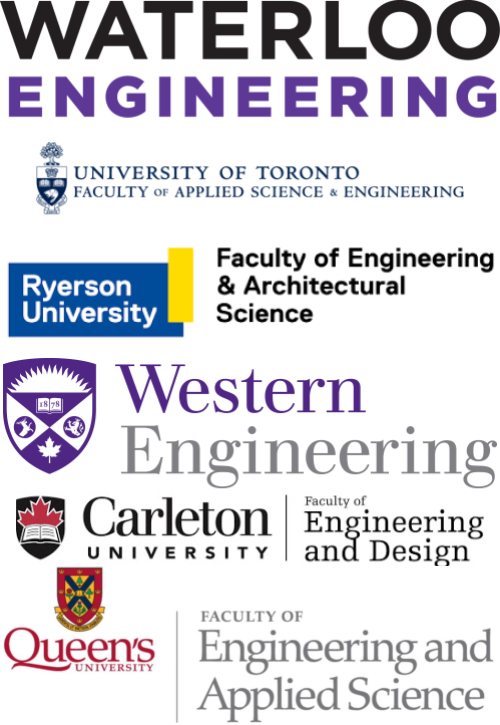 WATERLOO
ENGINEERING
UNIVERSITY OF TORONTO
FACULTY OF APPLIED SCIENCE & ENGINEERING
Ryerson
University
Faculty of Engineering
& Architectural
Science
1878
Western
Engineering
Carleton
UNIVERSITY
Faculty of
Engineering
and Design
Queen's
UNIVERSITY
FACULTY OF
Engineering and
Applied Science